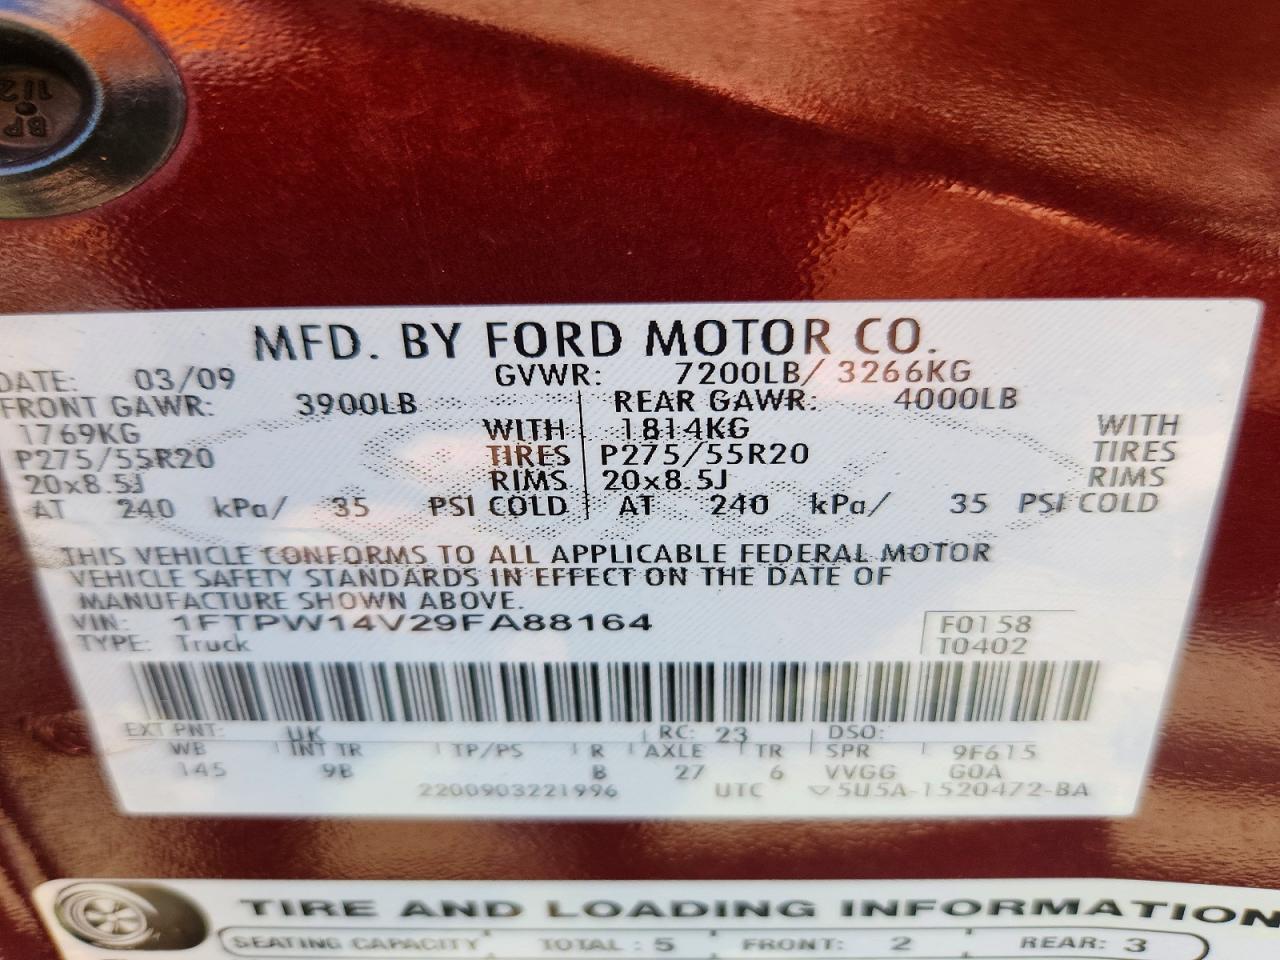 MFD. BY FORD MOTOR CO.
DATE: 03/09 GVWR: 7200LB/ 3266KG
FRONT GAWR: 3900LB REAR GAWR: 4000LB
1769KG WITH 1814KG WITH
P275/55R20 TIRES P275/55R20 TIRES
20x8.5J RIMS 20x8.5J RIMS
AT 240 kPa/ 35 PSI COLD AT 240 kPa/ 35 PSI COLD
THIS VEHICLE CONFORMS TO ALL APPLICABLE FEDERAL MOTOR
VEHICLE SAFETY STANDARDS IN EFFECT ON THE DATE OF
MANUFACTURE SHOWN ABOVE.
VIN: 1FTPW14V29FA88164 F0158
TYPE: Truck T0402
EXT PNT: UK RC: 23 DSO:
WB INT TR TP/PS R AXLE TR SPR 9F615
145 9B B 27 6 VVGG G0A
2200903221996 UTC ▽5U5A-1520472-BA
TIRE AND LOADING INFORMATION
SEATING CAPACITY TOTAL : 5 FRONT: 2 REAR: 3
BP
1/2